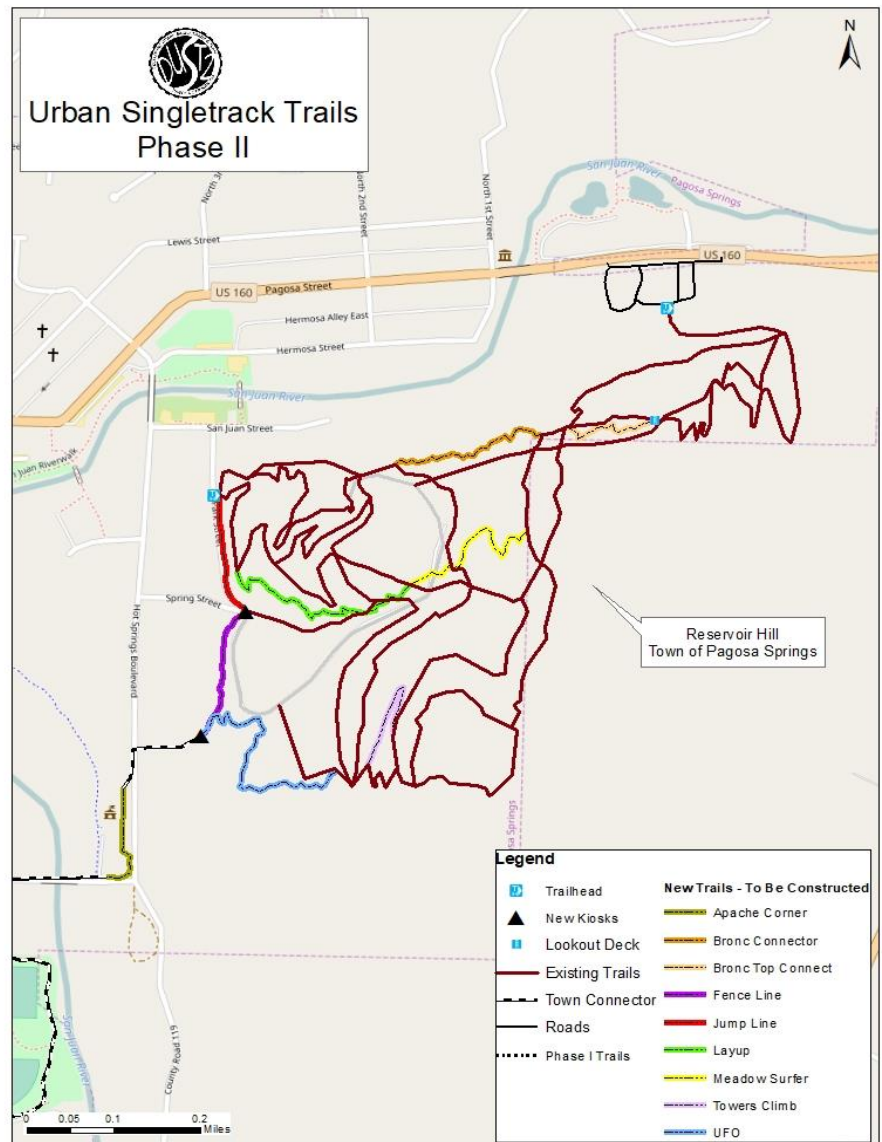 DUST2
Urban Singletrack Trails
Phase II
N
San Juan River
Pagosa Springs
North 2nd Street
North 1st Street
Lewis Street
US 160
US 160
Pagosa Street
Hermosa Alley East
Hermosa Street
San Juan River
San Juan Street
Juan Riverwalk
Park Street
Spring Street
Hot Springs Boulevard
Reservoir Hill
Town of Pagosa Springs
County Road 119
San Juan River
0 0.05 0.1 0.2
Miles
Legend
Trailhead
New Kiosks
Lookout Deck
Existing Trails
Town Connector
Roads
Phase I Trails
New Trails - To Be Constructed
Apache Corner
Bronc Connector
Bronc Top Connect
Fence Line
Jump Line
Layup
Meadow Surfer
Towers Climb
UFO